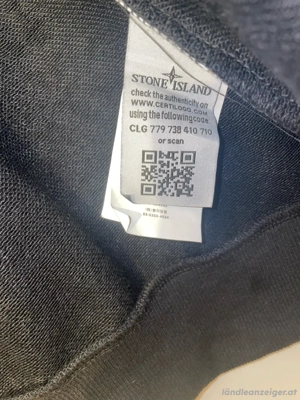 STONE ISLAND
check the authenticity on
WWW.CERTILOGO.COM
using the following code
CLG 779 738 410 710
or scan
ländleanzeiger.at